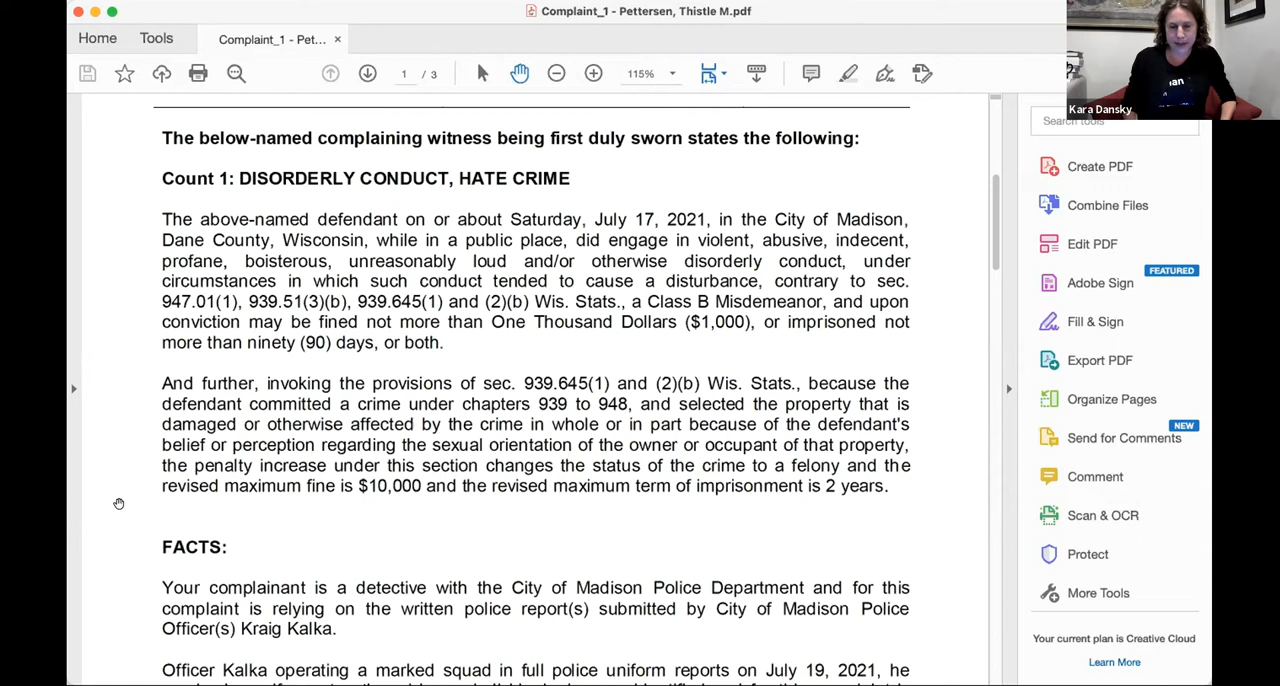 Complaint_1 - Pettersen, Thistle M.pdf
Home
Tools
Complaint_1 - Pet... ×
1 / 3
115%
an
Kara Dansky
The below-named complaining witness being first duly sworn states the following:
Count 1: DISORDERLY CONDUCT, HATE CRIME
The above-named defendant on or about Saturday, July 17, 2021, in the City of Madison,
Dane County, Wisconsin, while in a public place, did engage in violent, abusive, indecent,
profane, boisterous, unreasonably loud and/or otherwise disorderly conduct, under
circumstances in which such conduct tended to cause a disturbance, contrary to sec.
947.01(1), 939.51(3)(b), 939.645(1) and (2)(b) Wis. Stats., a Class B Misdemeanor, and upon
conviction may be fined not more than One Thousand Dollars ($1,000), or imprisoned not
more than ninety (90) days, or both.
And further, invoking the provisions of sec. 939.645(1) and (2)(b) Wis. Stats., because the
defendant committed a crime under chapters 939 to 948, and selected the property that is
damaged or otherwise affected by the crime in whole or in part because of the defendant's
belief or perception regarding the sexual orientation of the owner or occupant of that property,
the penalty increase under this section changes the status of the crime to a felony and the
revised maximum fine is $10,000 and the revised maximum term of imprisonment is 2 years.
FACTS:
Your complainant is a detective with the City of Madison Police Department and for this
complaint is relying on the written police report(s) submitted by City of Madison Police
Officer(s) Kraig Kalka.
Officer Kalka operating a marked squad in full police uniform reports on July 19, 2021, he
Search tools
Create PDF
Combine Files
Edit PDF
FEATURED
Adobe Sign
Fill & Sign
Export PDF
Organize Pages
NEW
Send for Comments
Comment
Scan & OCR
Protect
More Tools
Your current plan is Creative Cloud
Learn More